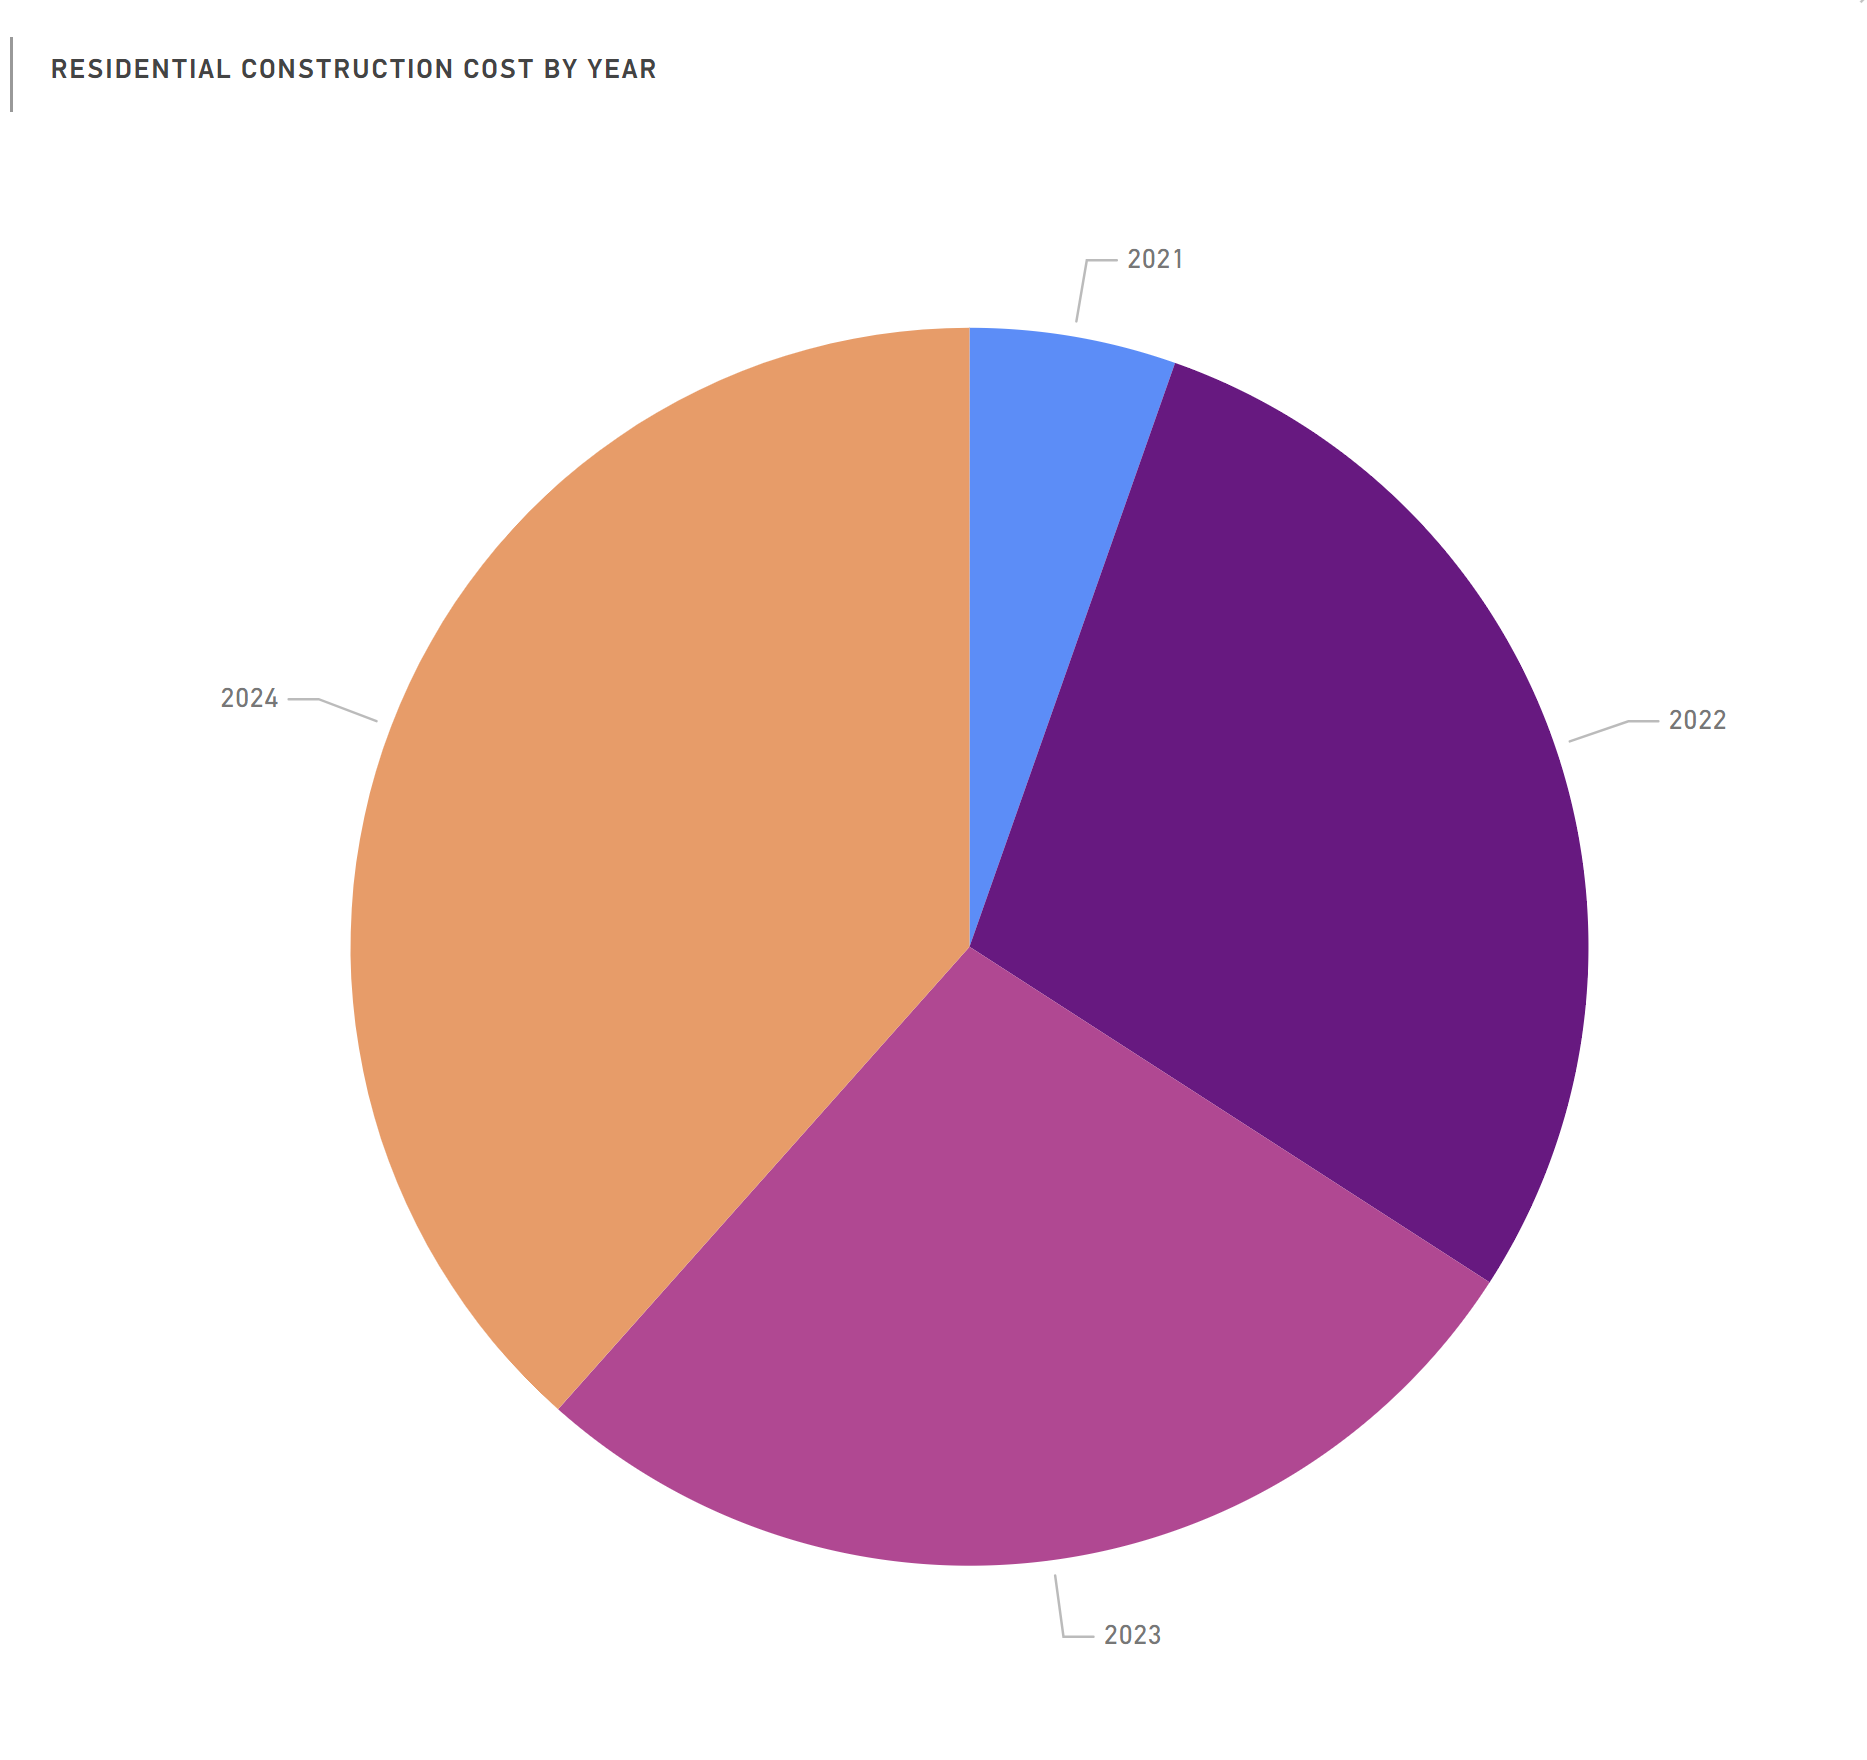 RESIDENTIAL CONSTRUCTION COST BY YEAR
2021
2024
2022
2023